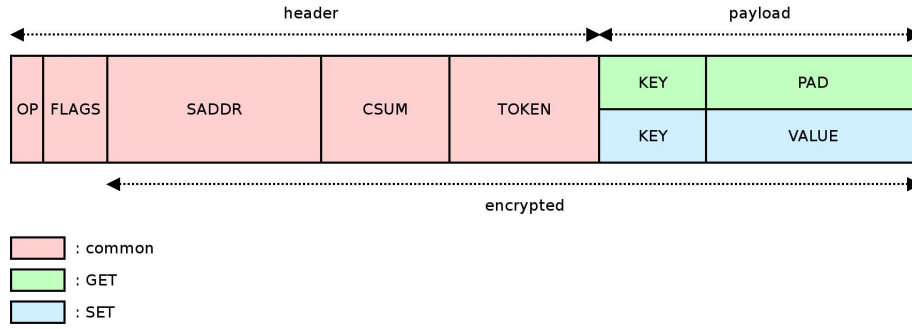 header payload
OP FLAGS SADDR CSUM TOKEN KEY PAD
KEY VALUE
encrypted
: common
: GET
: SET